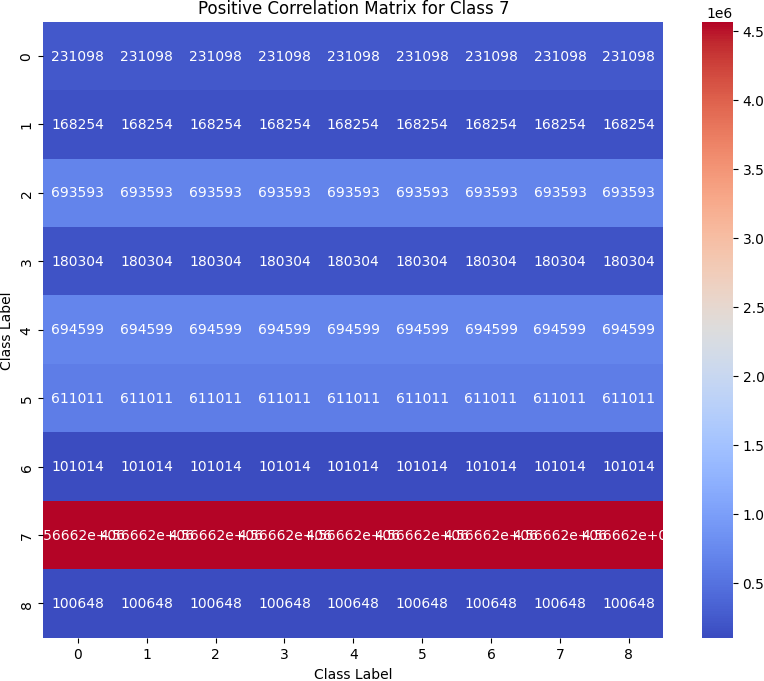 Positive Correlation Matrix for Class 7
1e6
0 231098 231098 231098 231098 231098 231098 231098 231098 231098
1 168254 168254 168254 168254 168254 168254 168254 168254 168254
2 693593 693593 693593 693593 693593 693593 693593 693593 693593
3 180304 180304 180304 180304 180304 180304 180304 180304 180304
4 694599 694599 694599 694599 694599 694599 694599 694599 694599
5 611011 611011 611011 611011 611011 611011 611011 611011 611011
6 101014 101014 101014 101014 101014 101014 101014 101014 101014
7
8 100648 100648 100648 100648 100648 100648 100648 100648 100648
0 1 2 3 4 5 6 7 8
Class Label
Class Label
4.5
4.0
3.5
3.0
2.5
2.0
1.5
1.0
0.5